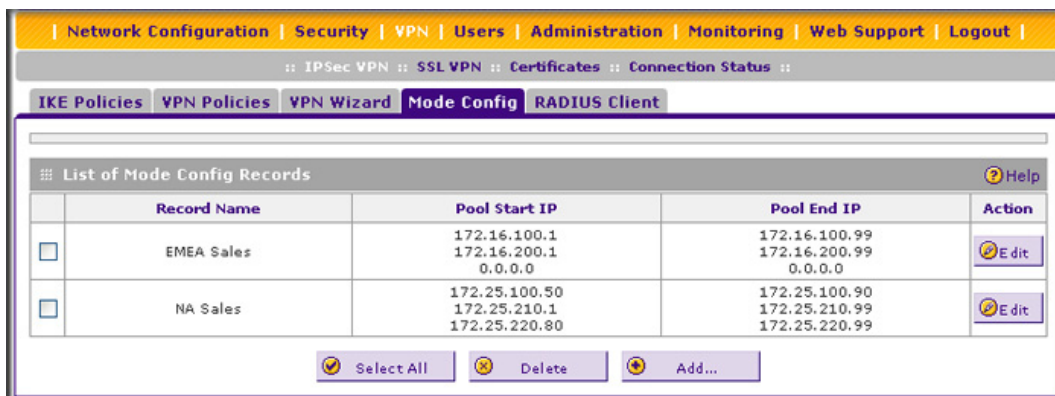 | Network Configuration | Security | VPN | Users | Administration | Monitoring | Web Support | Logout |
:: IPSec VPN :: SSL VPN :: Certificates :: Connection Status ::
IKE Policies VPN Policies VPN Wizard Mode Config RADIUS Client
List of Mode Config Records Help
Record Name Pool Start IP Pool End IP Action
EMEA Sales
172.16.100.1
172.16.200.1
0.0.0.0
172.16.100.99
172.16.200.99
0.0.0.0
Edit
NA Sales
172.25.100.50
172.25.210.1
172.25.220.80
172.25.100.90
172.25.210.99
172.25.220.99
Edit
Select All Delete Add...